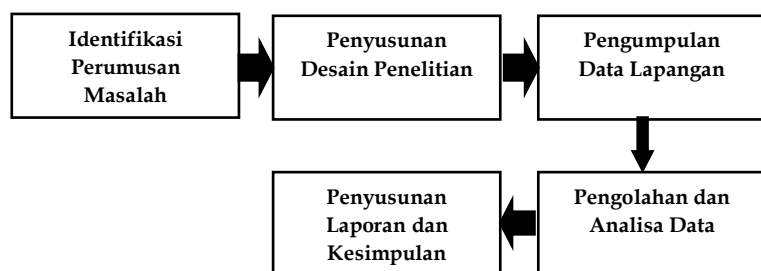 Identifikasi
Perumusan
Masalah
Penyusunan
Desain Penelitian
Pengumpulan
Data Lapangan
Pengolahan dan
Analisa Data
Penyusunan
Laporan dan
Kesimpulan